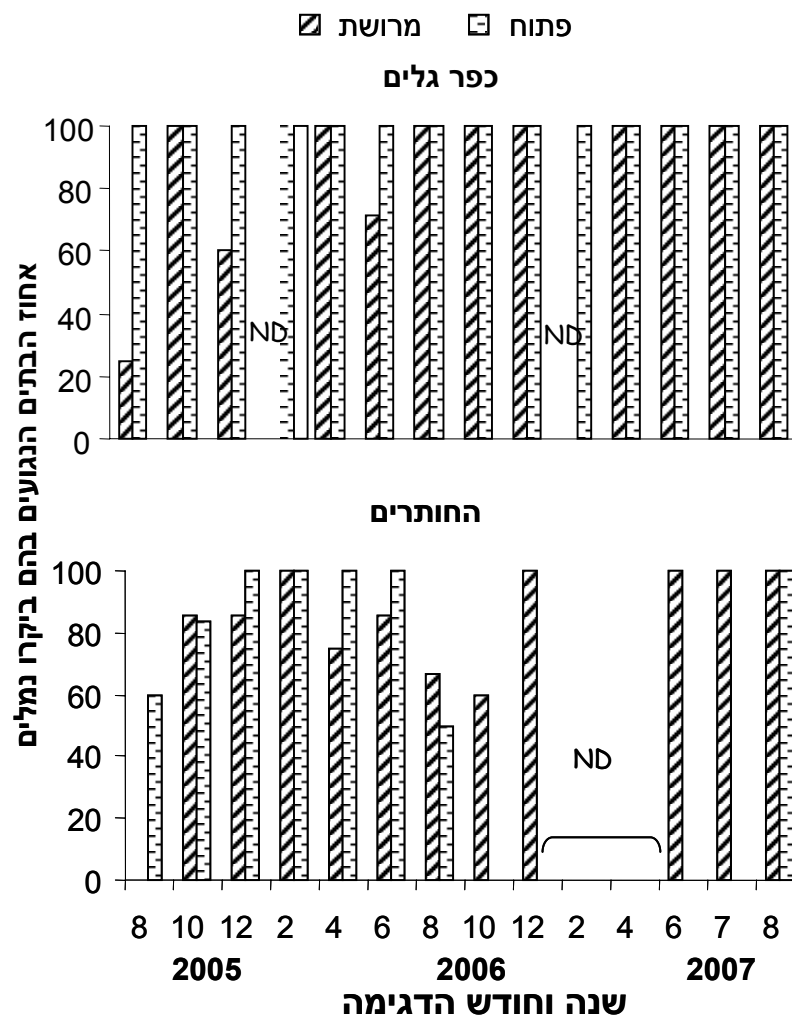 מרושת פתוח
כפר גלים
100
80
60
40
20
0
ND
ND
החותרים
100
80
60
40
20
0
ND
8 10 12 2 4 6 8 10 12 2 4 6 7 8
2005 2006 2007
שנה וחודש הדגימה
אחוז הבתים הנגועים בהם ביקרו נמלים